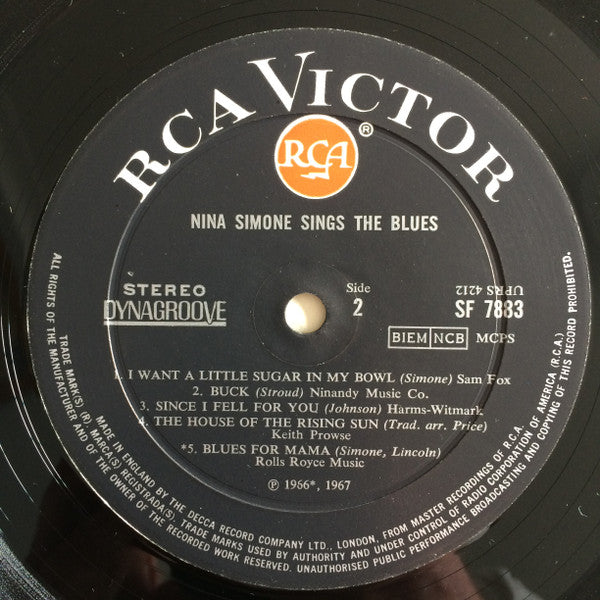 RCA VICTOR
RCA ®
NINA SIMONE SINGS THE BLUES
STEREO
DYNAGROOVE
Side
2
UPRS 4212
SF 7883
BIEM NCB MCPS
1. I WANT A LITTLE SUGAR IN MY BOWL (Simone) Sam Fox
2. BUCK (Stroud) Ninandy Music Co.
3. SINCE I FELL FOR YOU (Johnson) Harms-Witmark
4. THE HOUSE OF THE RISING SUN (Trad. arr. Price)
Keith Prowse
*5. BLUES FOR MAMA (Simone, Lincoln)
Rolls Royce Music
℗ 1966*, 1967
TRADE MARK(S) (R), MARCA(S) REGISTRADA(S). TRADE MARKS USED BY AUTHORITY AND UNDER CONTROL OF RADIO CORPORATION OF AMERICA (R.C.A.)
MADE IN ENGLAND BY THE DECCA RECORD COMPANY LTD., LONDON, FROM MASTER RECORDINGS OF R.C.A.
ALL RIGHTS OF THE MANUFACTURER AND OF THE OWNER OF THE RECORDED WORK RESERVED. UNAUTHORISED PUBLIC PERFORMANCE BROADCASTING AND COPYING OF THIS RECORD PROHIBITED.